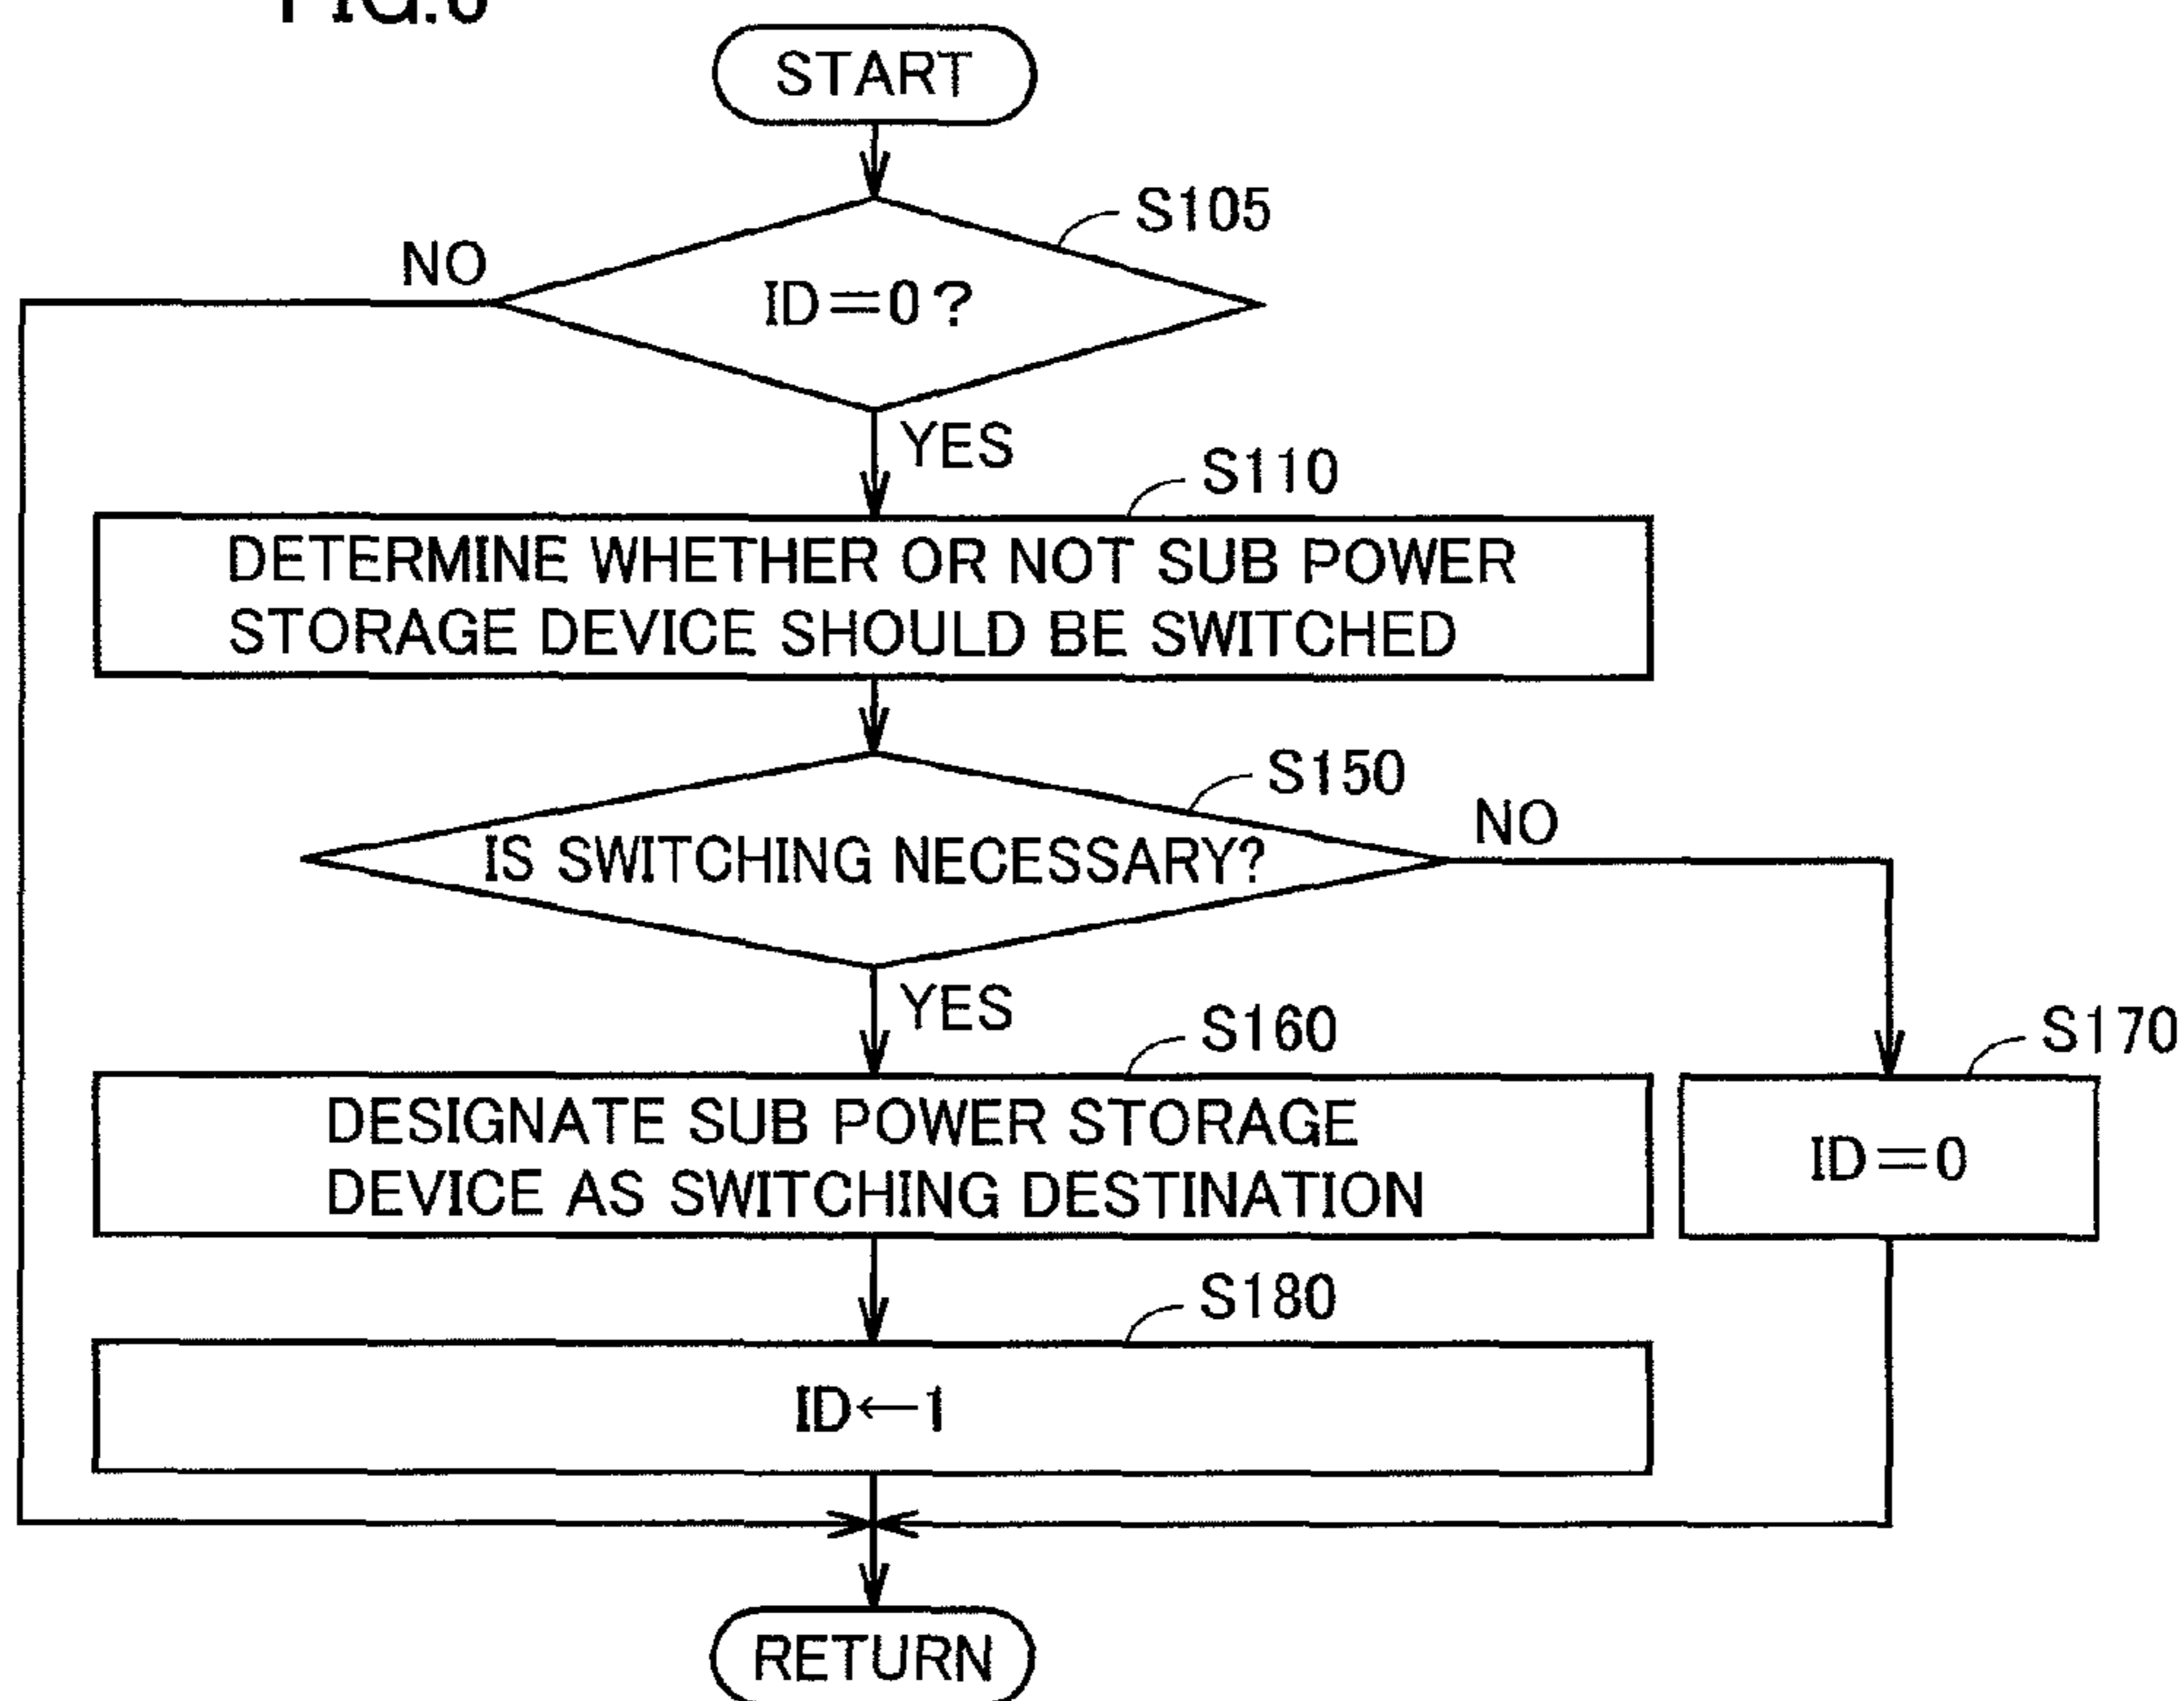 START
S105
NO
ID=0?
YES
S110
DETERMINE WHETHER OR NOT SUB POWER
STORAGE DEVICE SHOULD BE SWITCHED
S150
NO
IS SWITCHING NECESSARY?
YES
S160
S170
DESIGNATE SUB POWER STORAGE
DEVICE AS SWITCHING DESTINATION
ID=0
S180
ID←1
RETURN